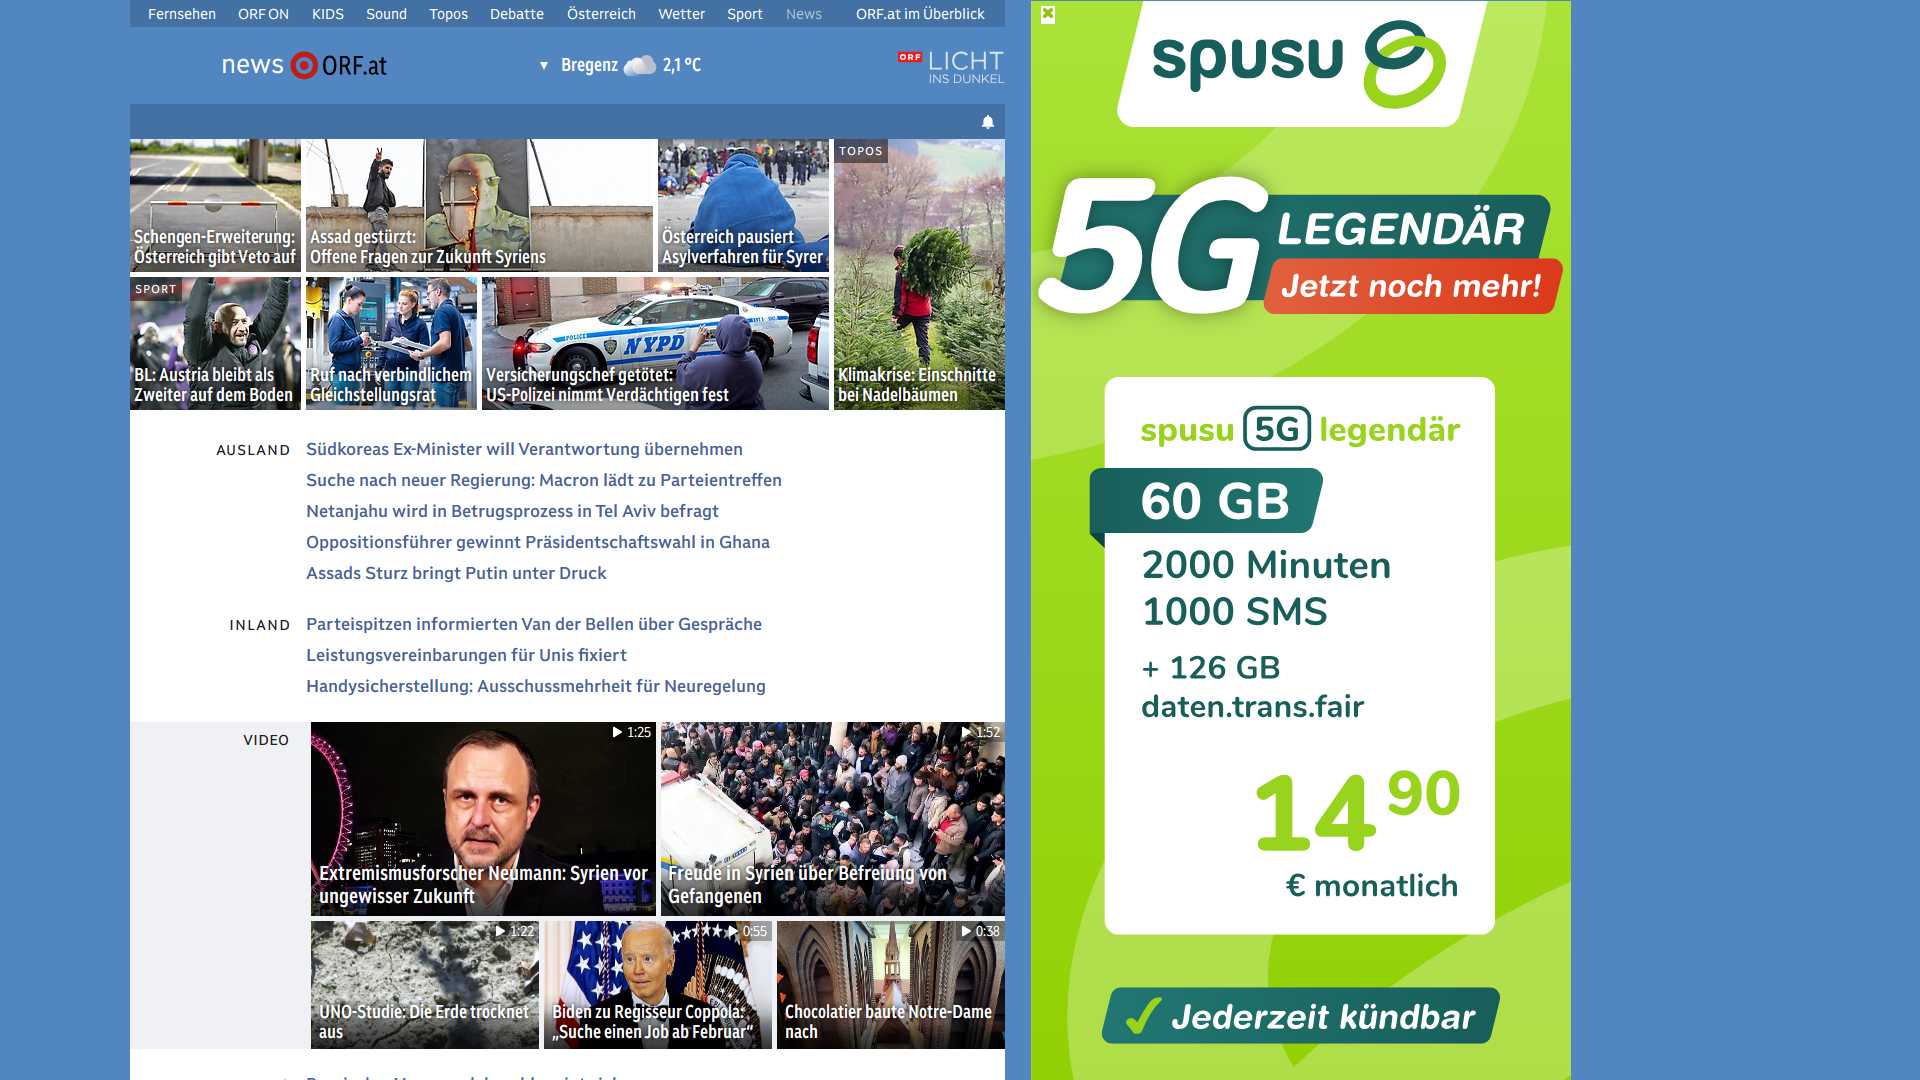 Fernsehen ORF ON KIDS Sound Topos Debatte Österreich Wetter Sport News ORF.at im Überblick
news ORF.at
▼ Bregenz 2,1 °C
ORF LICHT
INS DUNKEL
Schengen-Erweiterung:
Österreich gibt Veto auf
Assad gestürzt:
Offene Fragen zur Zukunft Syriens
Österreich pausiert
Asylverfahren für Syrer
TOPOS
Klimakrise: Einschnitte
bei Nadelbäumen
SPORT
BL: Austria bleibt als
Zweiter auf dem Boden
Ruf nach verbindlichem
Gleichstellungsrat
POLICE
NYPD
Versicherungschef getötet:
US-Polizei nimmt Verdächtigen fest
AUSLAND
Südkoreas Ex-Minister will Verantwortung übernehmen
Suche nach neuer Regierung: Macron lädt zu Parteientreffen
Netanjahu wird in Betrugsprozess in Tel Aviv befragt
Oppositionsführer gewinnt Präsidentschaftswahl in Ghana
Assads Sturz bringt Putin unter Druck
INLAND
Parteispitzen informierten Van der Bellen über Gespräche
Leistungsvereinbarungen für Unis fixiert
Handysicherstellung: Ausschussmehrheit für Neuregelung
VIDEO
1:25
Extremismusforscher Neumann: Syrien vor
ungewisser Zukunft
1:52
Freude in Syrien über Befreiung von
Gefangenen
1:22
UNO-Studie: Die Erde trocknet
aus
0:55
Biden zu Regisseur Coppola:
„Suche einen Job ab Februar“
0:38
Chocolatier baute Notre-Dame
nach
spusu
5G LEGENDÄR
Jetzt noch mehr!
spusu 5G legendär
60 GB
2000 Minuten
1000 SMS
+ 126 GB
daten.trans.fair
14 90
€ monatlich
Jederzeit kündbar